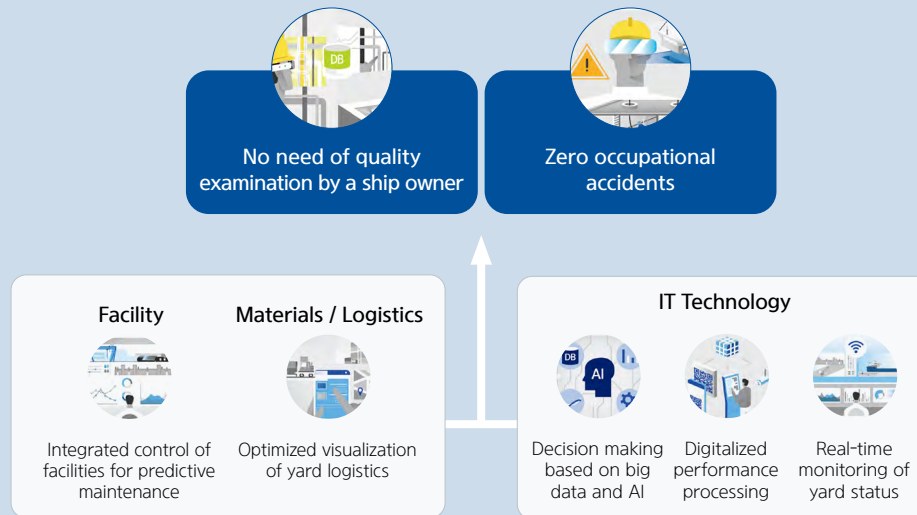 DB
No need of quality
examination by a ship owner
!
Zero occupational
accidents
Facility
Integrated control of
facilities for predictive
maintenance
Materials / Logistics
Optimized visualization
of yard logistics
IT Technology
DB
AI
Decision making
based on big
data and AI
Digitalized
performance
processing
Real-time
monitoring of
yard status